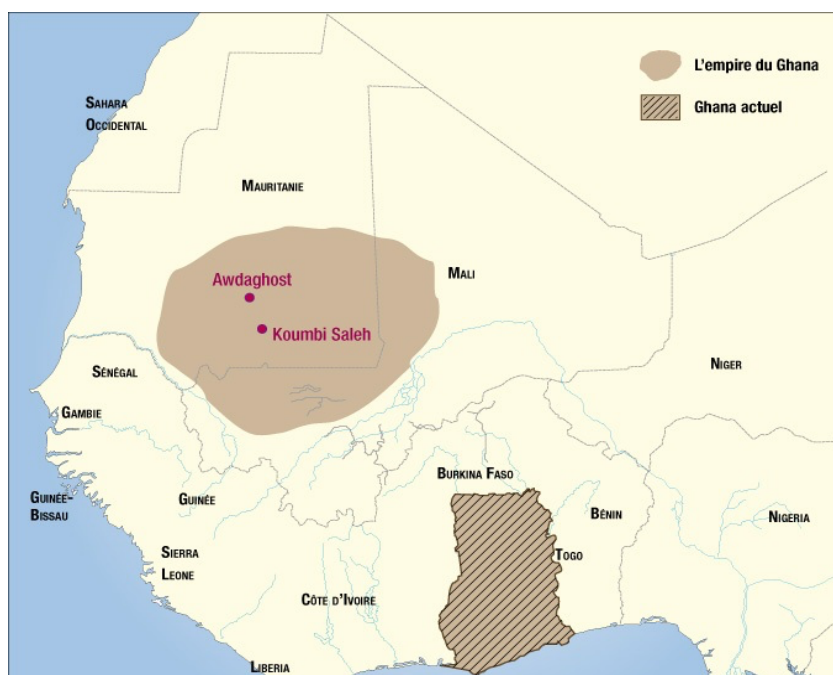 L'empire du Ghana
Ghana actuel
Sahara
Occidental
Mauritanie
Awdaghost
Mali
Koumbi Saleh
Sénégal
Niger
Gambie
Burkina Faso
Guinée-
Bissau
Guinée
Bénin
Nigeria
Sierra
Leone
Togo
Côte d'Ivoire
Liberia